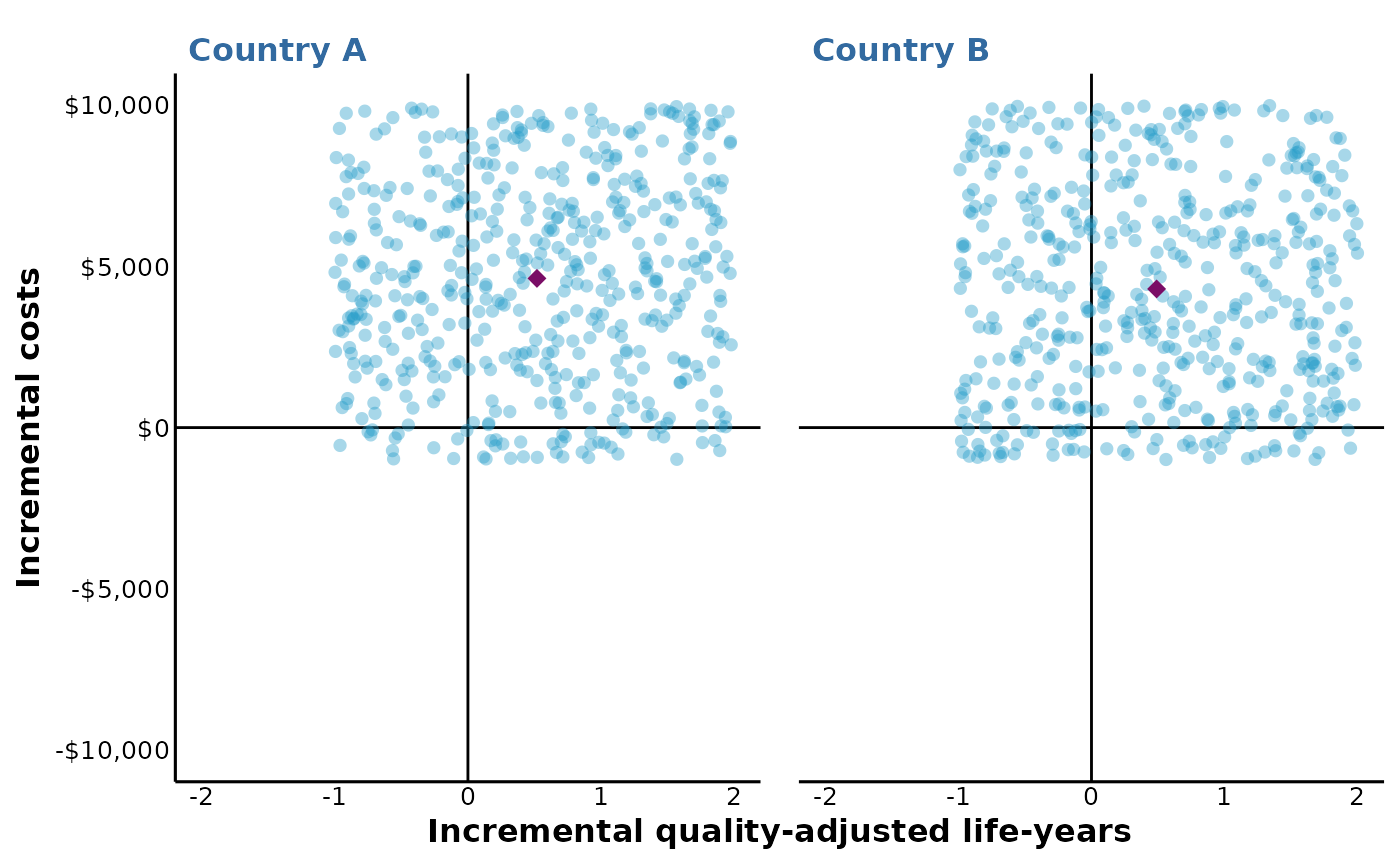 Country A
Country B
$10,000
$5,000
$0
-$5,000
-$10,000
Incremental costs
-2 -1 0 1 2
-2 -1 0 1 2
Incremental quality-adjusted life-years